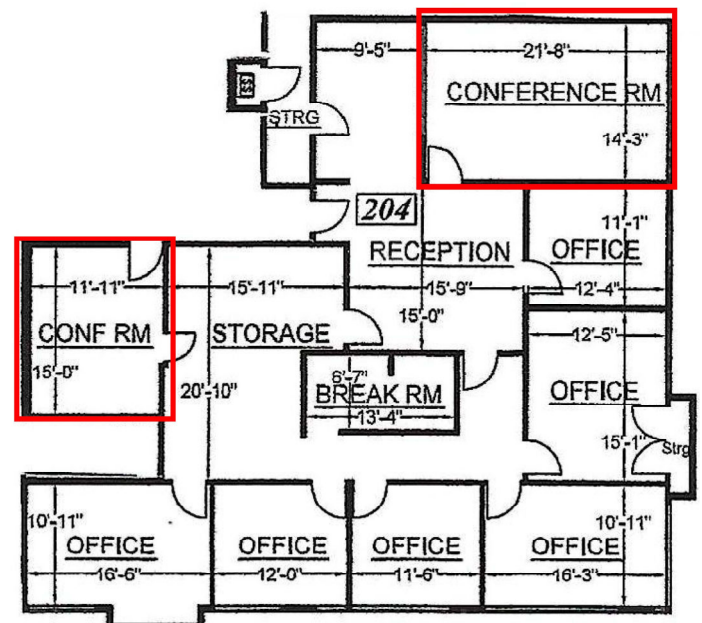 9'-5"
21'-8"
CONFERENCE RM
STRG
14'-3"
204
11'-1"
RECEPTION
OFFICE
11'-11"
15'-11"
15'-9"
12'-4"
15'-0"
CONF RM
STORAGE
12'-5"
15'-0"
6'-7"
20'-10"
BREAK RM
OFFICE
13'-4"
15'-1"
Strg
10'-11"
10'-11"
OFFICE
OFFICE
OFFICE
OFFICE
16'-6"
12'-0"
11'-6"
16'-3"